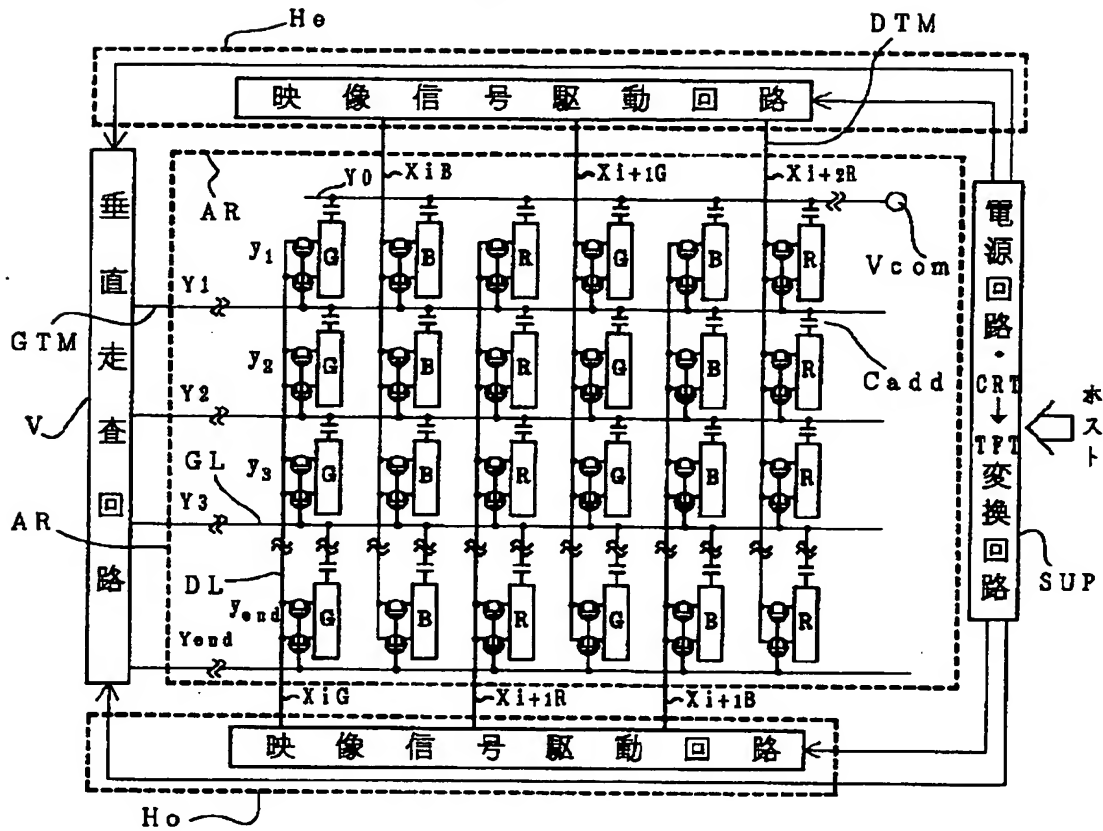 He
DTM
映像信号駆動回路
AR
Y0
XiB
Xi+1G
Xi+2R
Vcom
垂直走査回路
y1
G
B
R
G
B
R
Y1
GTM
y2
G
B
R
G
B
R
Cadd
Y2
V
GL
y3
G
B
R
G
B
R
Y3
AR
DL
yend
G
B
R
G
B
R
Yend
電源回路・CRT→TFT変換回路
ホスト
SUP
XiG
Xi+1R
Xi+1B
映像信号駆動回路
Ho